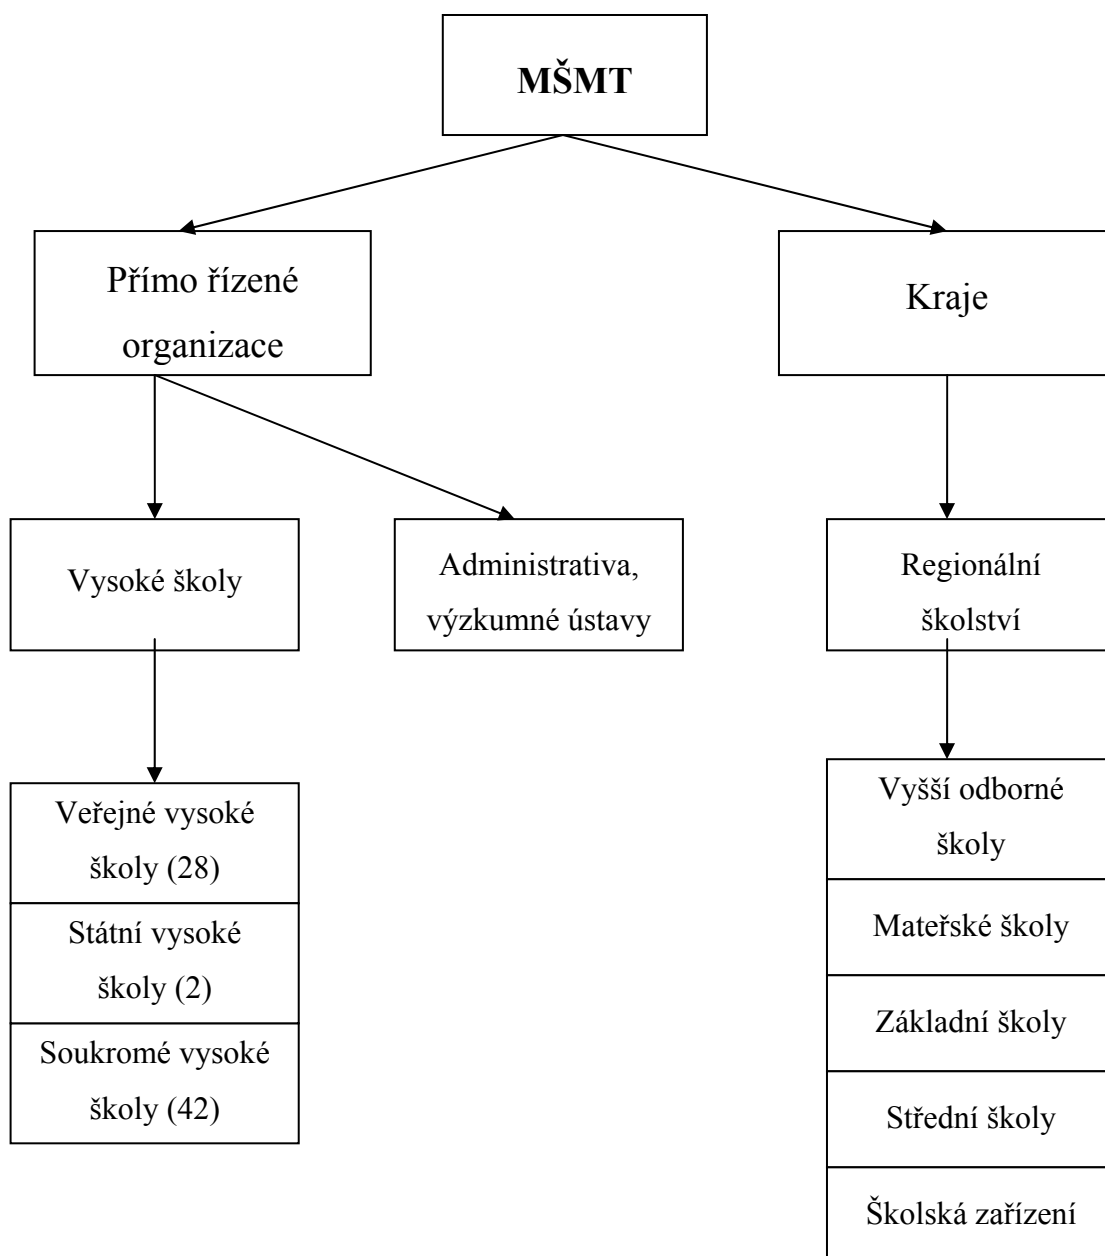 MŠMT
Přímo řízené
organizace
Kraje
Vysoké školy
Administrativa,
výzkumné ústavy
Regionální
školství
Veřejné vysoké
školy (28)
Státní vysoké
školy (2)
Soukromé vysoké
školy (42)
Vyšší odborné
školy
Mateřské školy
Základní školy
Střední školy
Školská zařízení